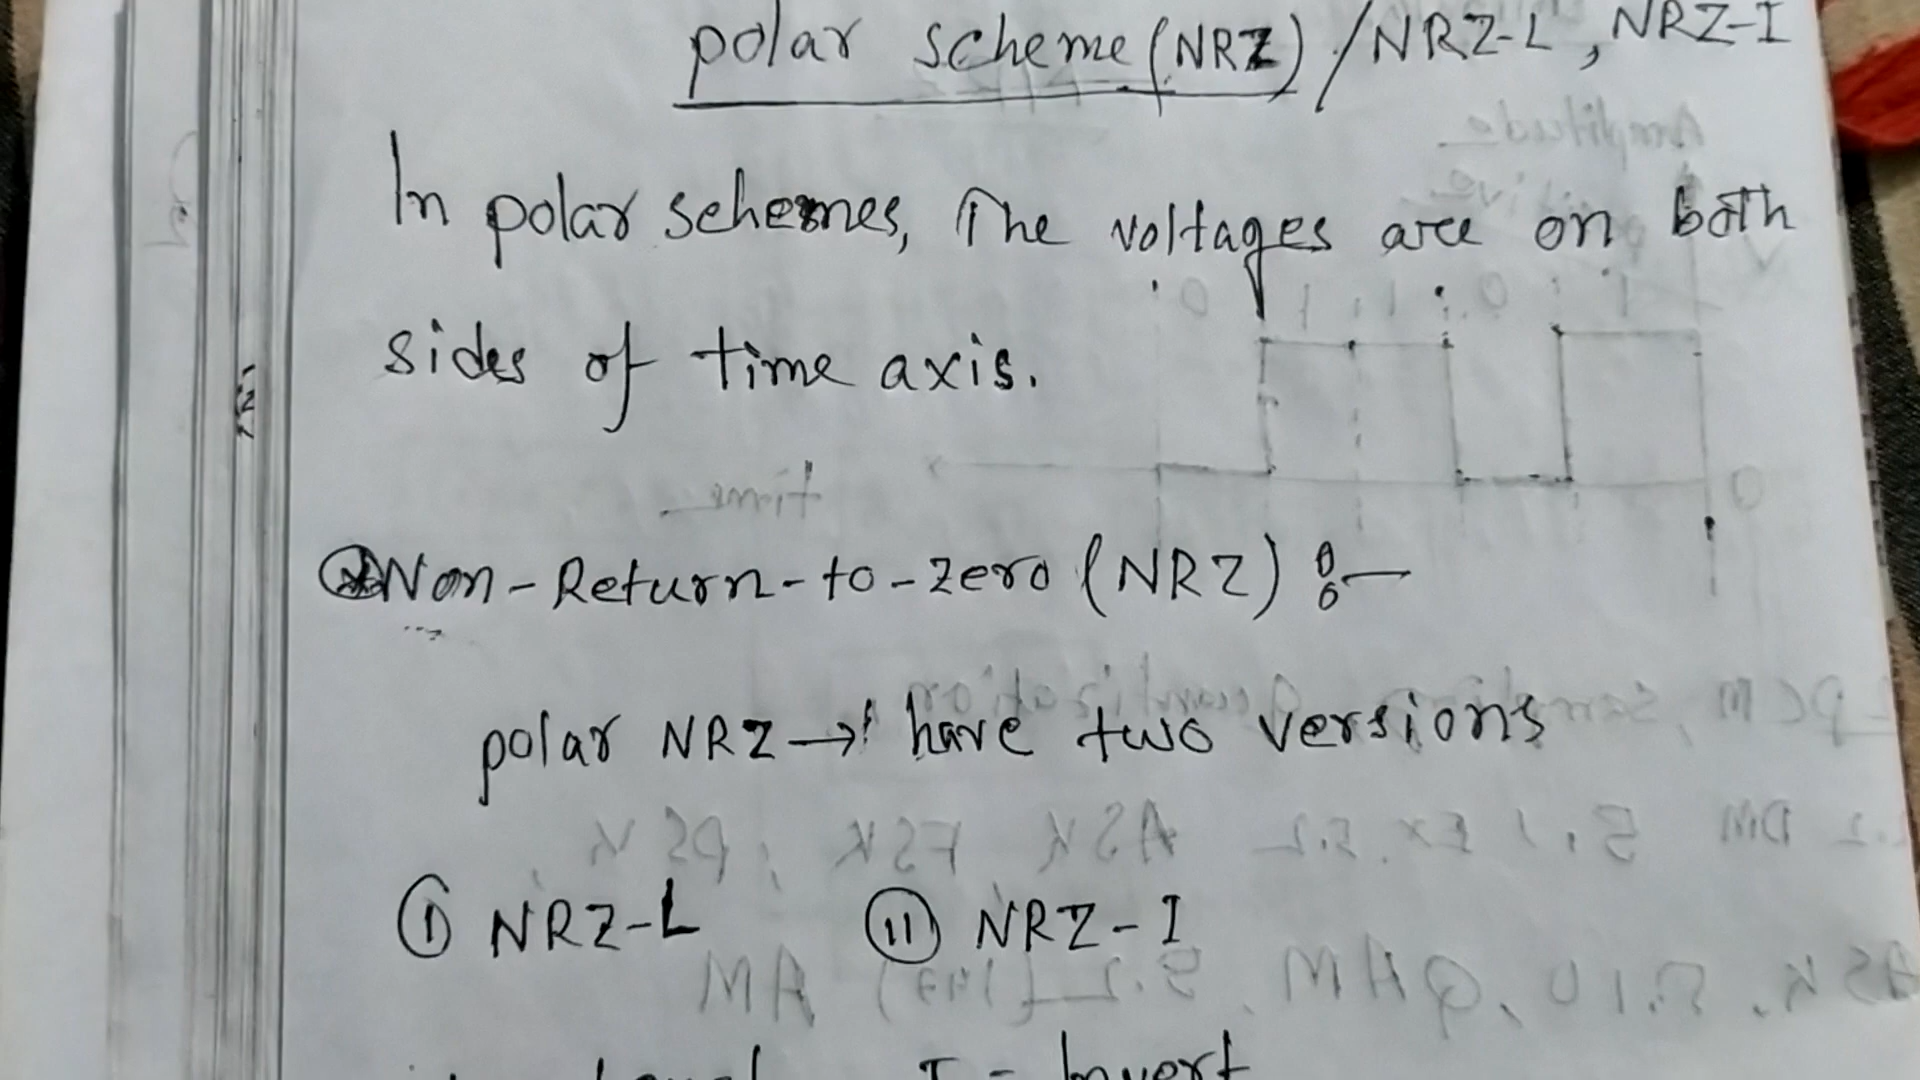 polar scheme (NRZ) / NRZ-L, NRZ-I
In polar schemes, The voltages are on both
sides of time axis.
Non-Return-to-zero (NRZ) :-
polar NRZ → have two versions
(i) NRZ-L (ii) NRZ-I
I - Invert